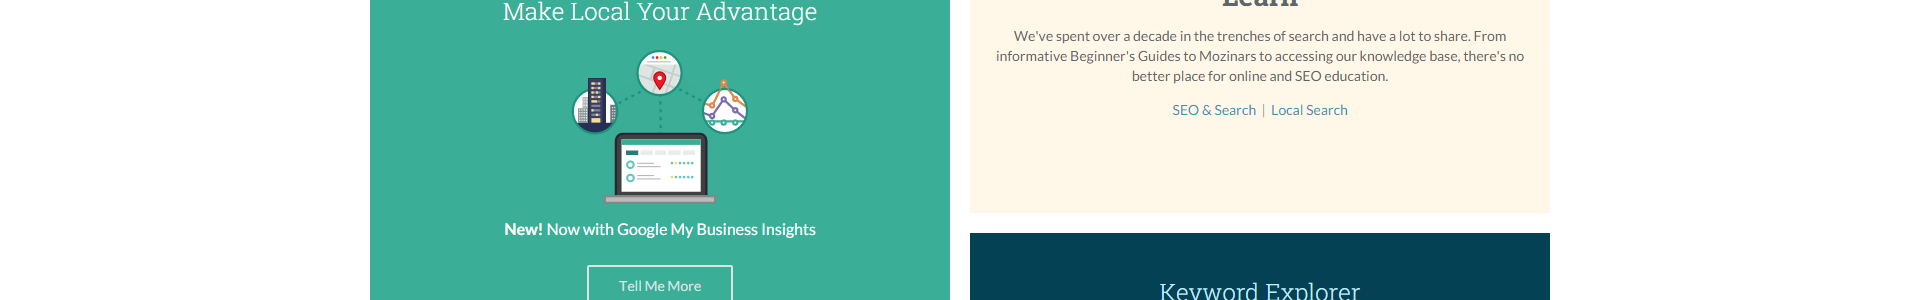 Make Local Your Advantage
New! Now with Google My Business Insights
Tell Me More
Learn
We've spent over a decade in the trenches of search and have a lot to share. From
informative Beginner's Guides to Mozinars to accessing our knowledge base, there's no
better place for online and SEO education.
SEO & Search | Local Search
Keyword Explorer